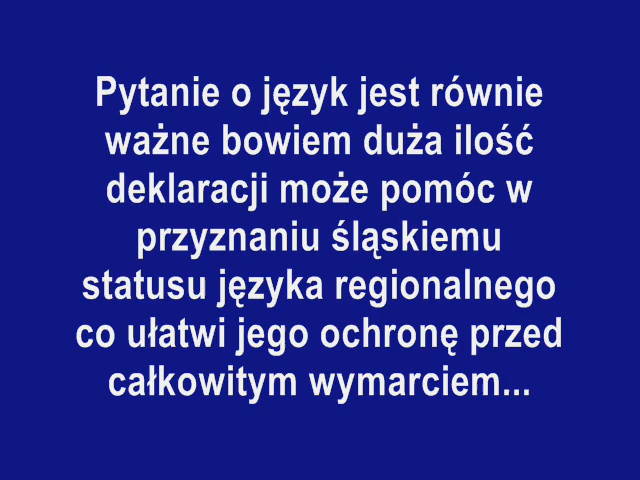 Pytanie o język jest równie
ważne bowiem duża ilość
deklaracji może pomóc w
przyznaniu śląskiemu
statusu języka regionalnego
co ułatwi jego ochronę przed
całkowitym wymarciem...